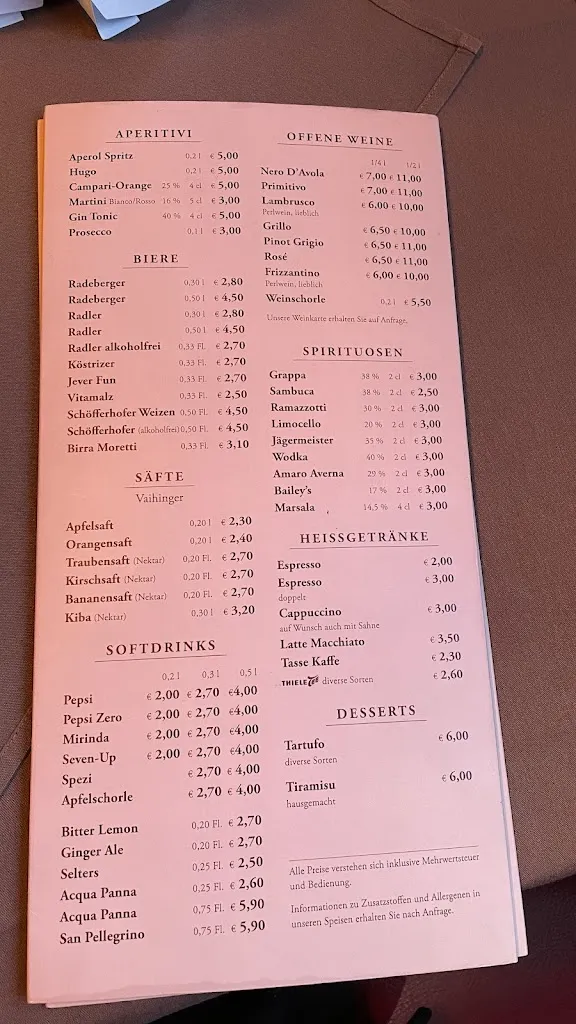 APERITIVI
Aperol Spritz 0,2 l € 5,00
Hugo 0,2 l € 5,00
Campari-Orange 25 % 4 cl € 5,00
Martini Bianco/Rosso 16 % 5 cl € 3,00
Gin Tonic 40 % 4 cl € 5,00
Prosecco 0,1 l € 3,00
BIERE
Radeberger 0,30 l € 2,80
Radeberger 0,50 l € 4,50
Radler 0,30 l € 2,80
Radler 0,50 l € 4,50
Radler alkoholfrei 0,33 Fl. € 2,70
Köstrizer 0,33 Fl. € 2,70
Jever Fun 0,33 Fl. € 2,70
Vitamalz 0,33 Fl. € 2,50
Schöfferhofer Weizen 0,50 Fl. € 4,50
Schöfferhofer (alkoholfrei) 0,50 Fl. € 4,50
Birra Moretti 0,33 Fl. € 3,10
SÄFTE
Vaihinger
Apfelsaft 0,20 l € 2,30
Orangensaft 0,20 l € 2,40
Traubensaft (Nektar) 0,20 Fl. € 2,70
Kirschsaft (Nektar) 0,20 Fl. € 2,70
Bananensaft (Nektar) 0,20 Fl. € 2,70
Kiba (Nektar) 0,30 l € 3,20
SOFTDRINKS
0,2 l 0,3 l 0,5 l
Pepsi € 2,00 € 2,70 €4,00
Pepsi Zero € 2,00 € 2,70 €4,00
Mirinda € 2,00 € 2,70 €4,00
Seven-Up € 2,00 € 2,70 €4,00
Spezi € 2,70 € 4,00
Apfelschorle € 2,70 € 4,00
Bitter Lemon 0,20 Fl. € 2,70
Ginger Ale 0,20 Fl. € 2,70
Selters 0,25 Fl. € 2,50
Acqua Panna 0,25 Fl. € 2,60
Acqua Panna 0,75 Fl. € 5,90
San Pellegrino 0,75 Fl. € 5,90
OFFENE WEINE
1/4 l 1/2 l
Nero D'Avola € 7,00 € 11,00
Primitivo € 7,00 € 11,00
Lambrusco € 6,00 € 10,00
Perlwein, lieblich
Grillo € 6,50 € 10,00
Pinot Grigio € 6,50 € 11,00
Rosé € 6,50 € 11,00
Frizzantino € 6,00 € 10,00
Perlwein, lieblich
Weinschorle 0,2 l € 5,50
Unsere Weinkarte erhalten Sie auf Anfrage.
SPIRITUOSEN
Grappa 38 % 2 cl € 3,00
Sambuca 38 % 2 cl € 2,50
Ramazzotti 30 % 2 cl € 3,00
Limocello 20 % 2 cl € 3,00
Jägermeister 35 % 2 cl € 3,00
Wodka 40 % 2 cl € 3,00
Amaro Averna 29 % 2 cl € 3,00
Bailey's 17 % 2 cl € 3,00
Marsala 14,5 % 4 cl € 3,00
HEISSGETRÄNKE
Espresso € 2,00
Espresso € 3,00
doppelt
Cappuccino € 3,00
auf Wunsch auch mit Sahne
Latte Macchiato € 3,50
Tasse Kaffe € 2,30
THIELE Tee diverse Sorten € 2,60
DESSERTS
Tartufo € 6,00
diverse Sorten
Tiramisu € 6,00
hausgemacht
Alle Preise verstehen sich inklusive Mehrwertsteuer
und Bedienung.
Informationen zu Zusatzstoffen und Allergenen in
unseren Speisen erhalten Sie nach Anfrage.